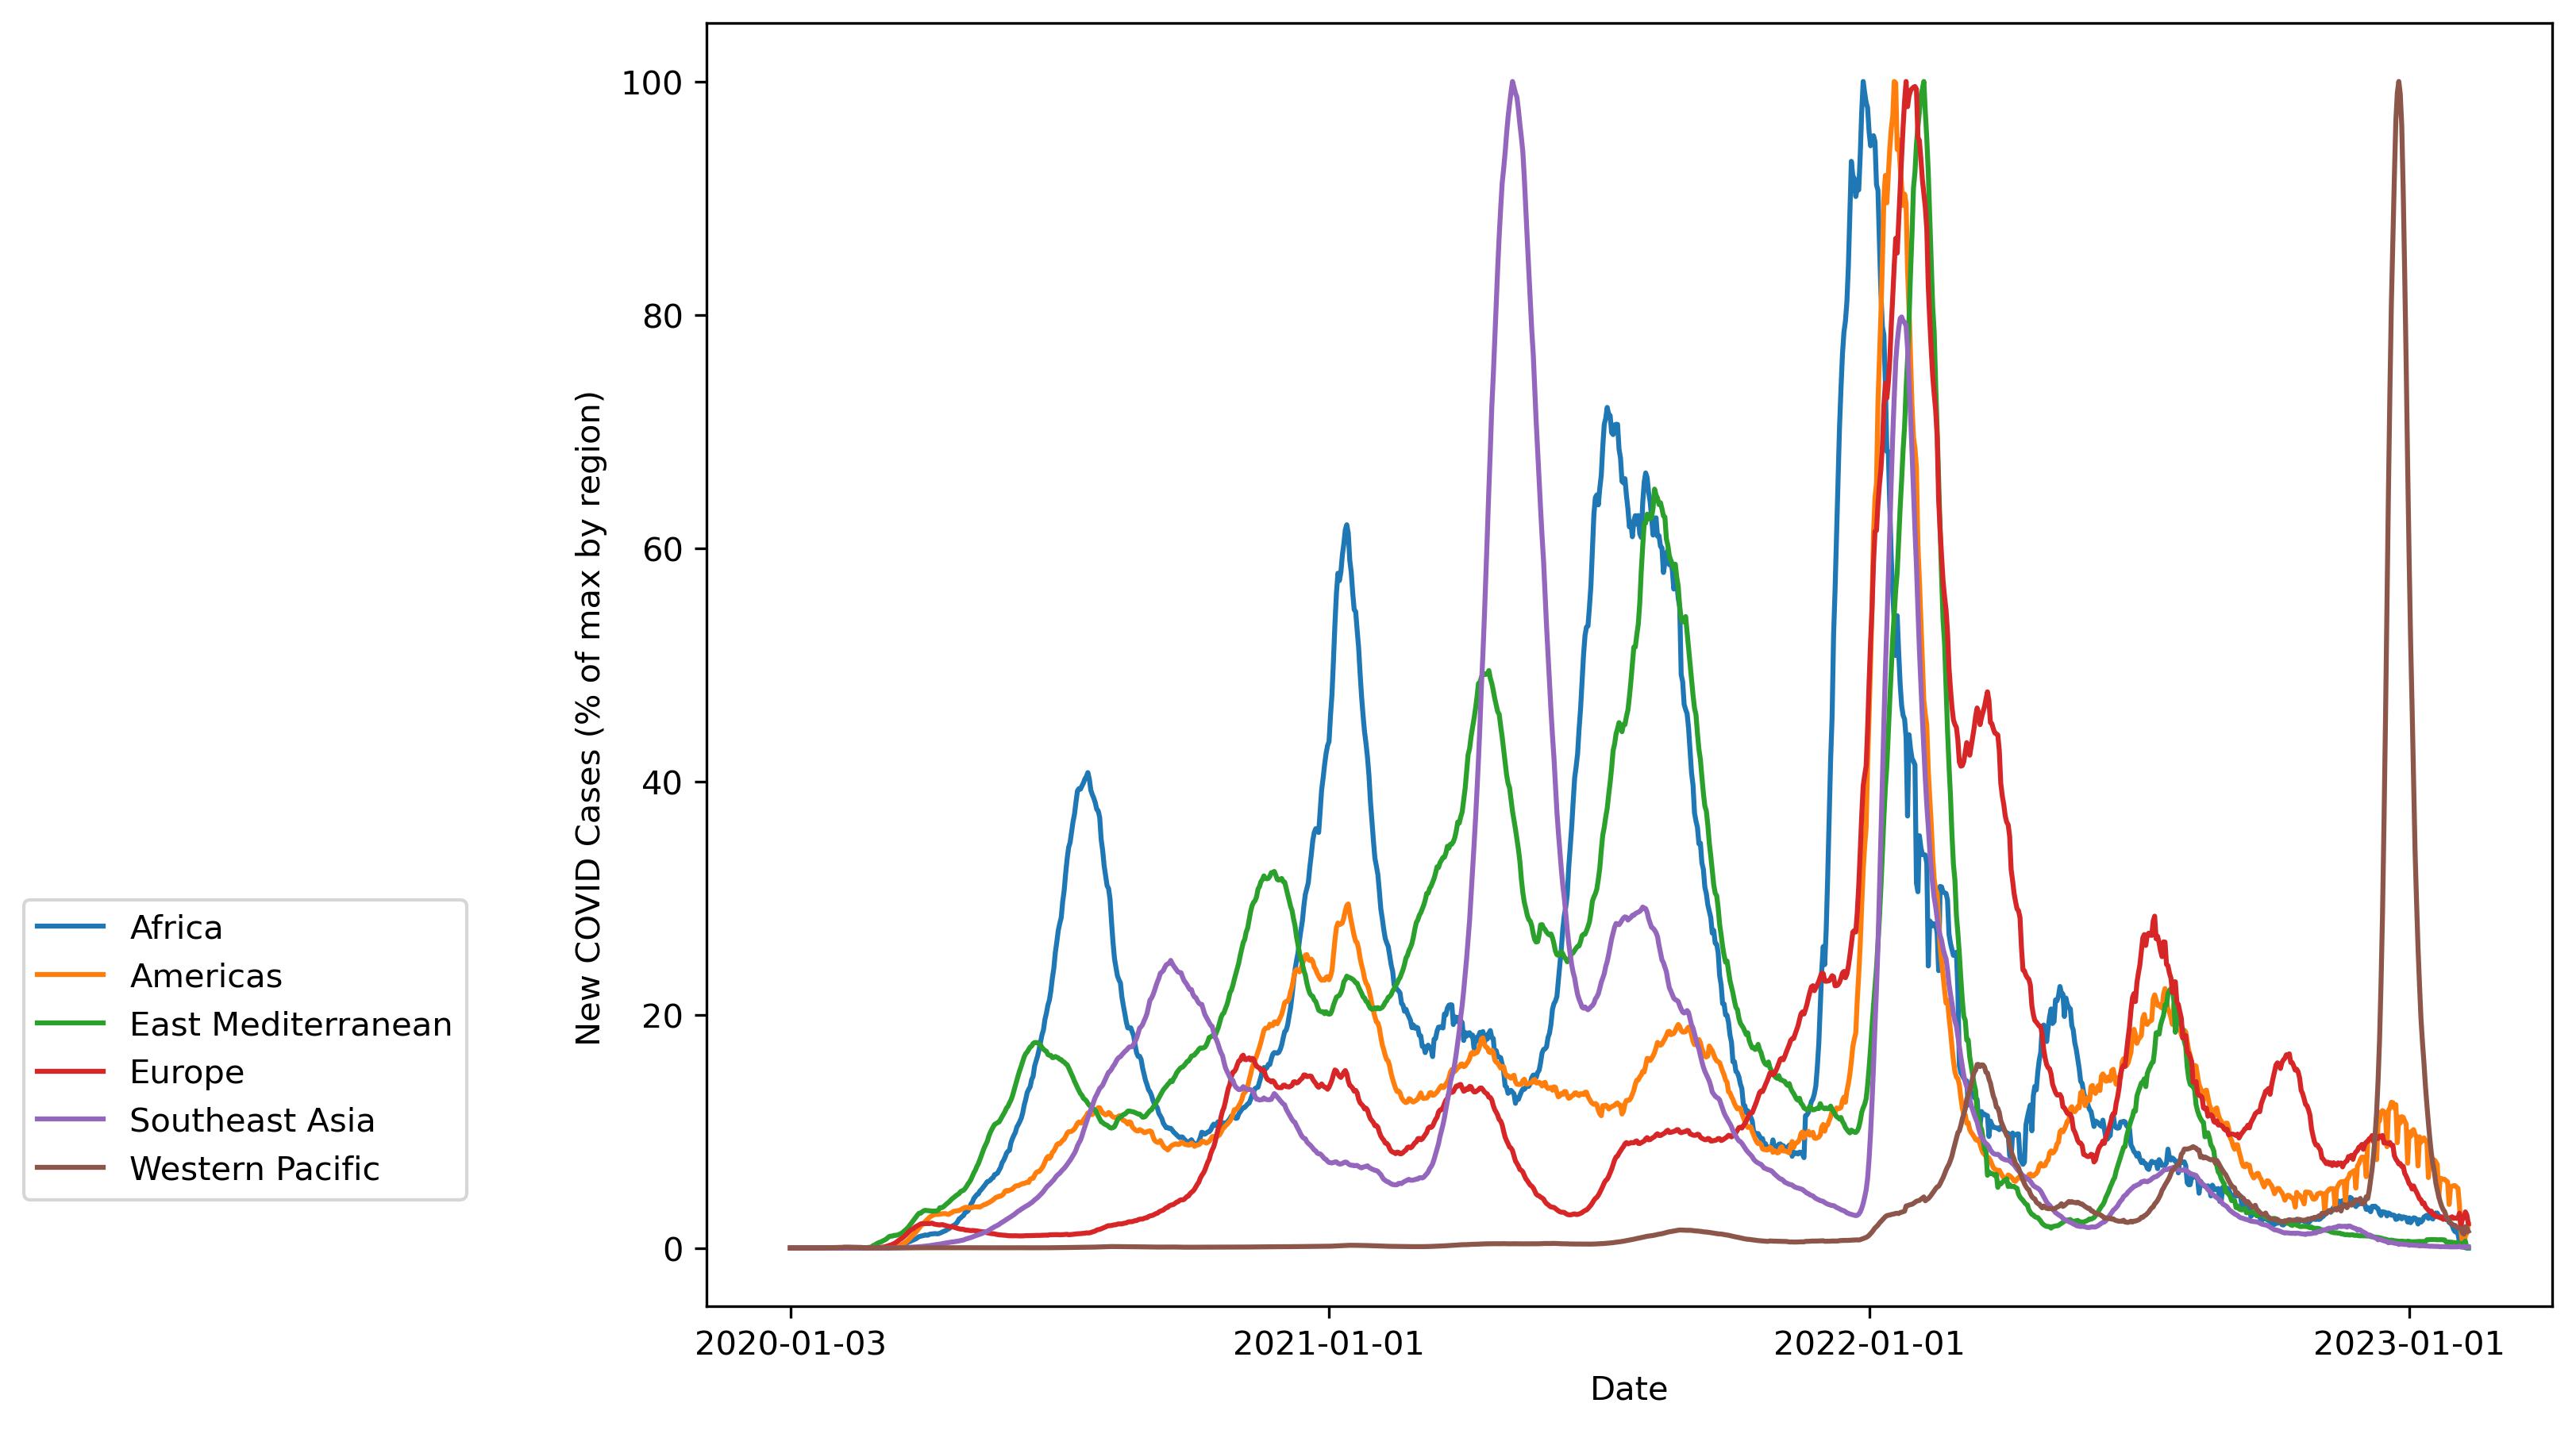 New COVID Cases (% of max by region)
100
80
60
40
20
0
Africa
Americas
East Mediterranean
Europe
Southeast Asia
Western Pacific
2020-01-03
2021-01-01
2022-01-01
2023-01-01
Date